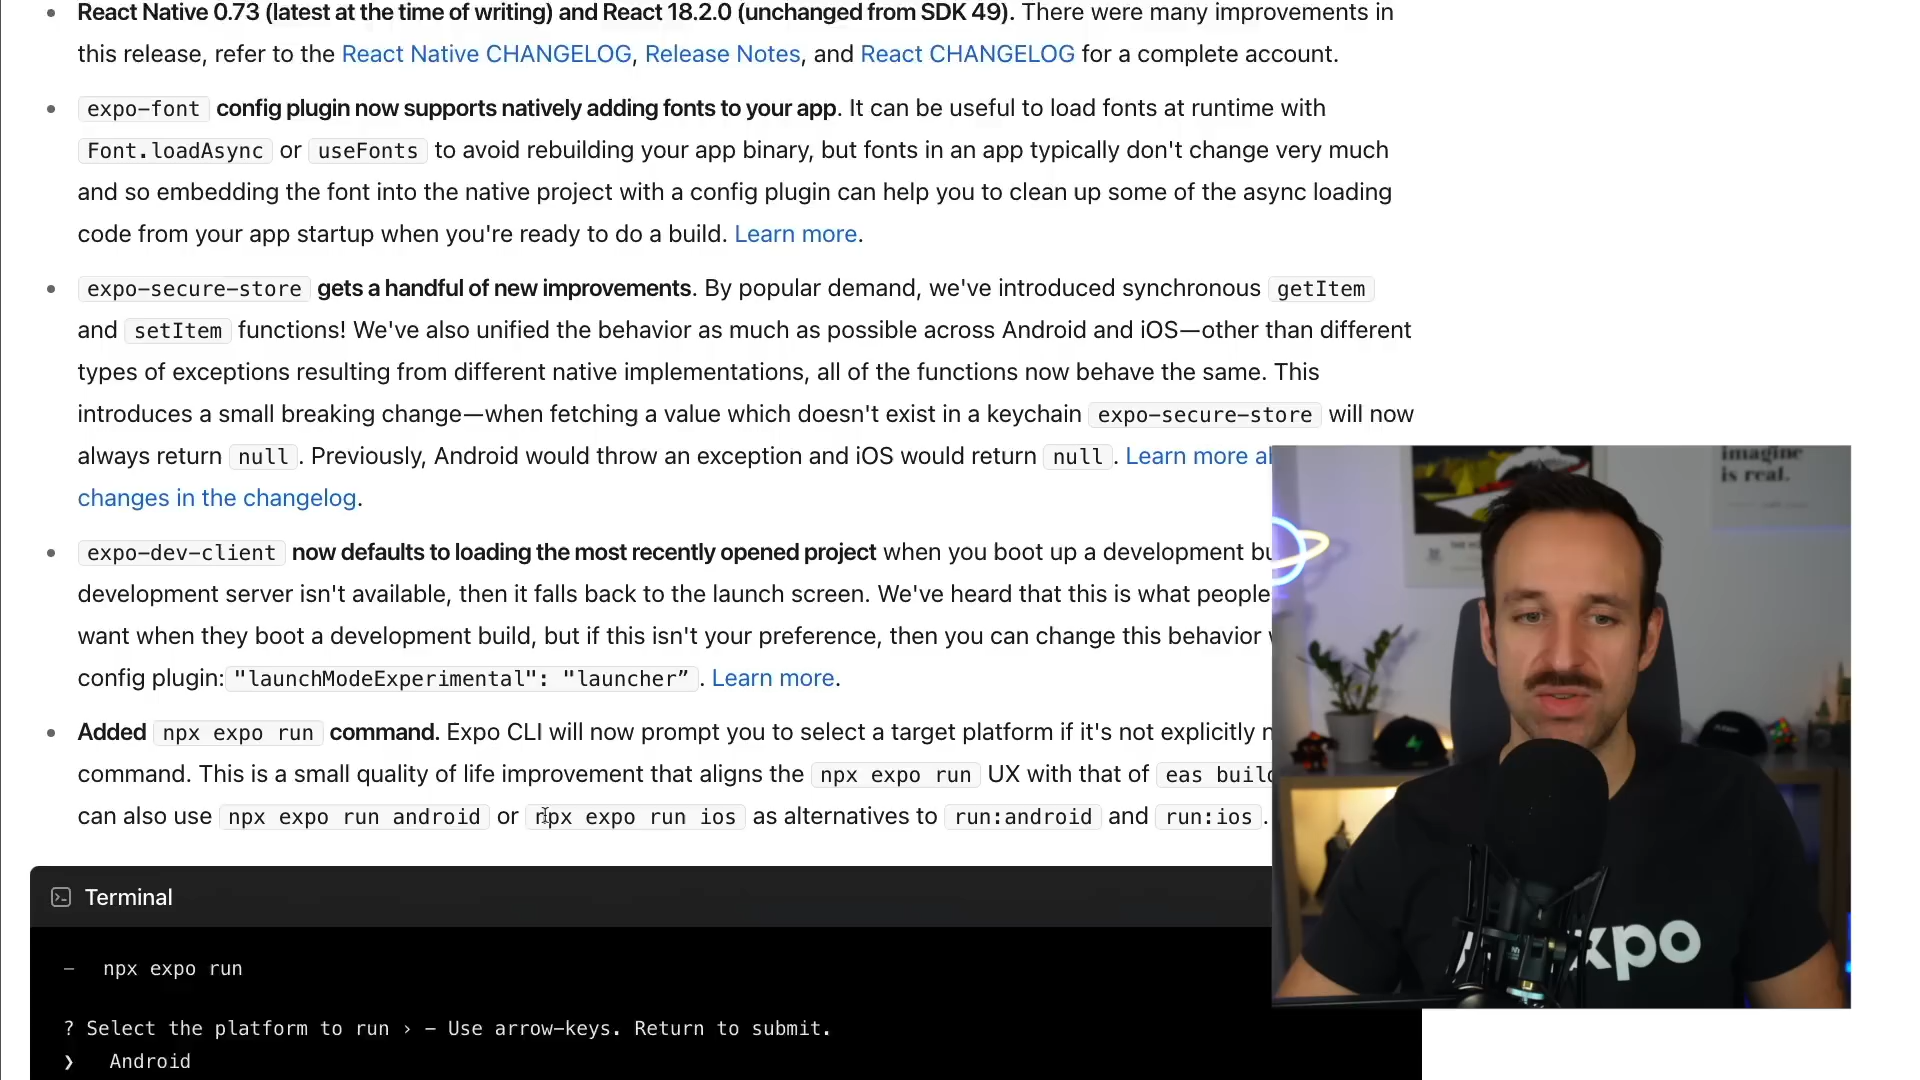 React Native 0.73 (latest at the time of writing) and React 18.2.0 (unchanged from SDK 49). There were many improvements in
this release, refer to the React Native CHANGELOG, Release Notes, and React CHANGELOG for a complete account.
expo-font config plugin now supports natively adding fonts to your app. It can be useful to load fonts at runtime with
Font.loadAsync or useFonts to avoid rebuilding your app binary, but fonts in an app typically don't change very much
and so embedding the font into the native project with a config plugin can help you to clean up some of the async loading
code from your app startup when you're ready to do a build. Learn more.
expo-secure-store gets a handful of new improvements. By popular demand, we've introduced synchronous getItem
and setItem functions! We've also unified the behavior as much as possible across Android and iOS—other than different
types of exceptions resulting from different native implementations, all of the functions now behave the same. This
introduces a small breaking change—when fetching a value which doesn't exist in a keychain expo-secure-store will now
always return null. Previously, Android would throw an exception and iOS would return null. Learn more
changes in the changelog.
expo-dev-client now defaults to loading the most recently opened project when you boot up a development
development server isn't available, then it falls back to the launch screen. We've heard that this is what people
want when they boot a development build, but if this isn't your preference, then you can change this behavior
config plugin: "launchModeExperimental": "launcher”. Learn more.
Added npx expo run command. Expo CLI will now prompt you to select a target platform if it's not explicitly
command. This is a small quality of life improvement that aligns the npx expo run UX with that of eas build
can also use npx expo run android or npx expo run ios as alternatives to run:android and run:ios.
Terminal
– npx expo run
? Select the platform to run › – Use arrow-keys. Return to submit.
❯ Android
imagine
is real.
xpo